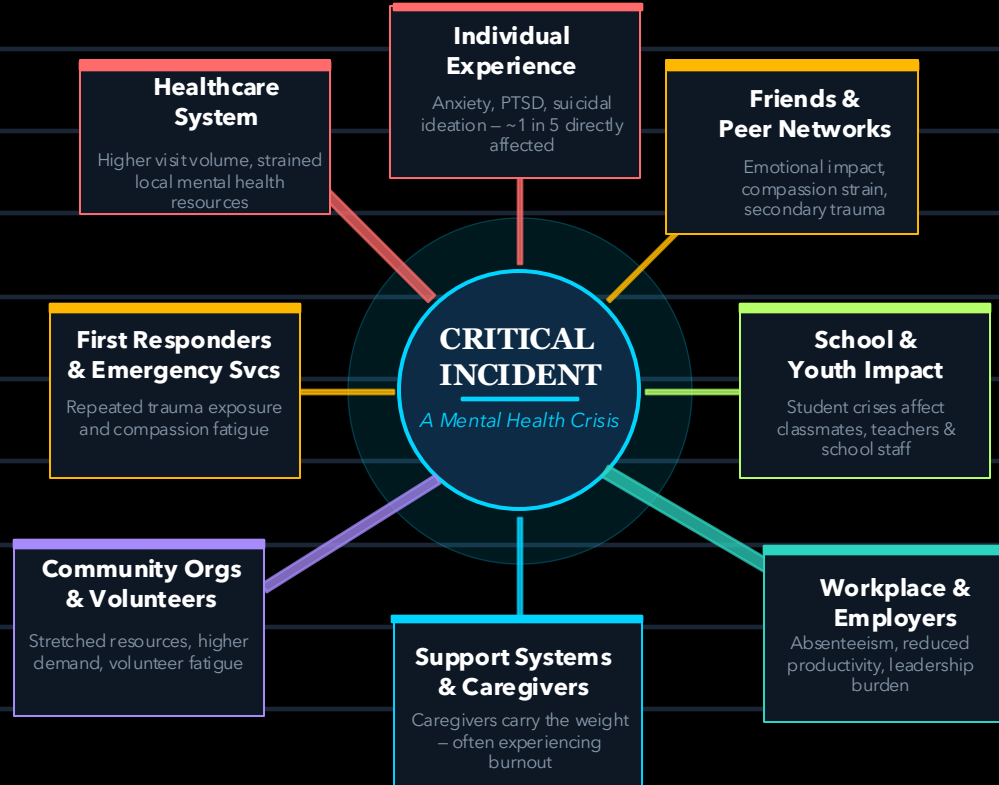 Individual
Experience
Anxiety, PTSD, suicidal
ideation – ~1 in 5 directly
affected
Healthcare
System
Higher visit volume, strained
local mental health
resources
Friends &
Peer Networks
Emotional impact,
compassion strain,
secondary trauma
CRITICAL
INCIDENT
A Mental Health Crisis
First Responders
& Emergency Svcs
Repeated trauma exposure
and compassion fatigue
School &
Youth Impact
Student crises affect
classmates, teachers &
school staff
Community Orgs
& Volunteers
Stretched resources, higher
demand, volunteer fatigue
Support Systems
& Caregivers
Caregivers carry the weight
– often experiencing
burnout
Workplace &
Employers
Absenteeism, reduced
productivity, leadership
burden